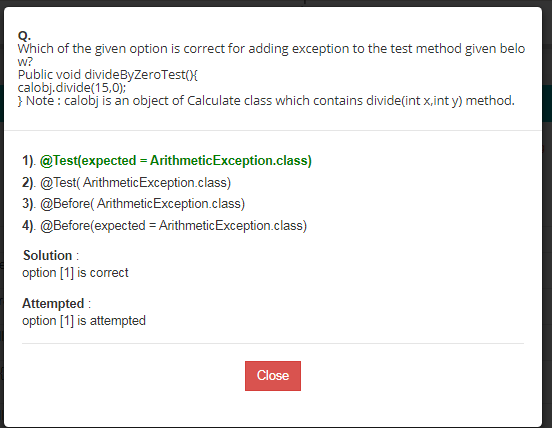 Q.
Which of the given option is correct for adding exception to the test method given belo
w?
Public void divideByZeroTest(){
calobj.divide(15,0);
} Note : calobj is an object of Calculate class which contains divide(int x,int y) method.
1). @Test(expected = ArithmeticException.class)
2). @Test( ArithmeticException.class)
3). @Before( ArithmeticException.class)
4). @Before(expected = ArithmeticException.class)
Solution :
option [1] is correct
Attempted :
option [1] is attempted
Close